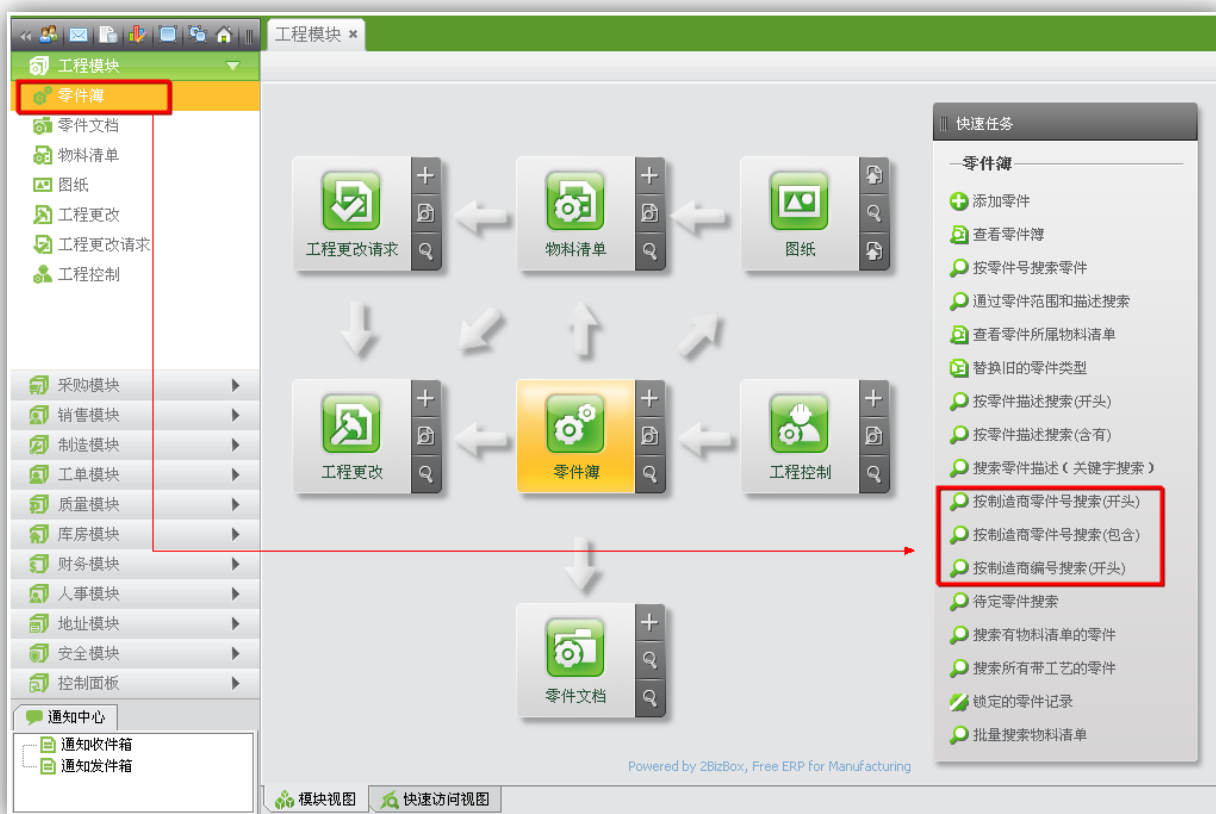 工程模块
工程模块
零件簿
零件文档
物料清单
图纸
工程更改
工程更改请求
工程控制
采购模块
销售模块
制造模块
工单模块
质量模块
库房模块
财务模块
人事模块
地址模块
安全模块
控制面板
通知中心
通知收件箱
通知发件箱
工程更改请求
物料清单
图纸
工程更改
零件簿
工程控制
零件文档
Powered by 2BizBox, Free ERP for Manufacturing
模块视图
快速访问视图
快速任务
零件簿
添加零件
查看零件簿
按零件号搜索零件
通过零件范围和描述搜索
查看零件所属物料清单
替换旧的零件类型
按零件描述搜索(开头)
按零件描述搜索(含有)
搜索零件描述（关键字搜索）
按制造商零件号搜索(开头)
按制造商零件号搜索(包含)
按制造商编号搜索(开头)
待定零件搜索
搜索有物料清单的零件
搜索所有带工艺的零件
锁定的零件记录
批量搜索物料清单